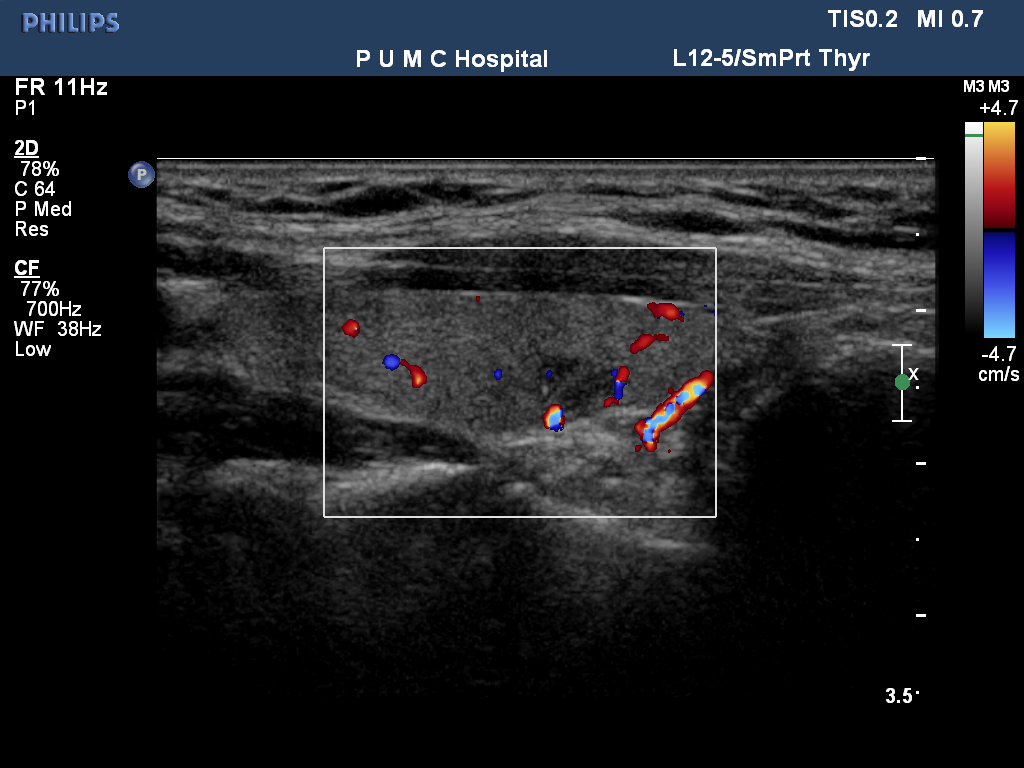 PHILIPS
TIS0.2 MI 0.7
P U M C Hospital
L12-5/SmPrt Thyr
FR 11Hz
P1
2D
78%
C 64
P Med
Res
CF
77%
700Hz
WF 38Hz
Low
P
M3 M3
+4.7
-4.7
cm/s
x
3.5